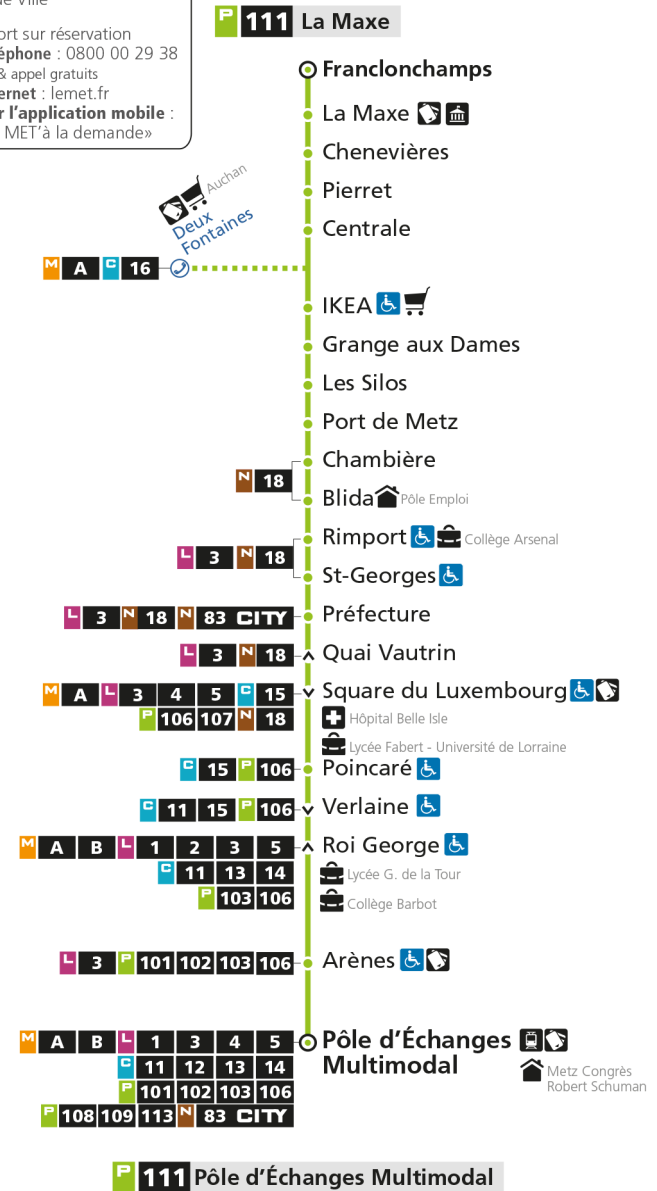 de Ville
ort sur réservation
éphone : 0800 00 29 38
& appel gratuits
ernet : lemet.fr
r l'application mobile :
MET'à la demande»
P 111 La Maxe
Franclonchamps
La Maxe
Chenevières
Pierret
Centrale
Auchan
Deux
Fontaines
M A C 16
IKEA
Grange aux Dames
Les Silos
Port de Metz
Chambière
N 18
Blida Pôle Emploi
Rimport Collège Arsenal
L 3 N 18
St-Georges
L 3 N 18 N 83 CITY Préfecture
L 3 N 18 Quai Vautrin
M A L 3 4 5 C 15 Square du Luxembourg
P 106 107 N 18 Hôpital Belle Isle
Lycée Fabert - Université de Lorraine
C 15 P 106 Poincaré
C 11 15 P 106 Verlaine
M A B L 1 2 3 5 Roi George
C 11 13 14 Lycée G. de la Tour
P 103 106 Collège Barbot
L 3 P 101 102 103 106 Arènes
M A B L 1 3 4 5 Pôle d'Échanges
C 11 12 13 14 Multimodal
Metz Congrès
P 101 102 103 106 Robert Schuman
P 108 109 113 N 83 CITY
P 111 Pôle d'Échanges Multimodal